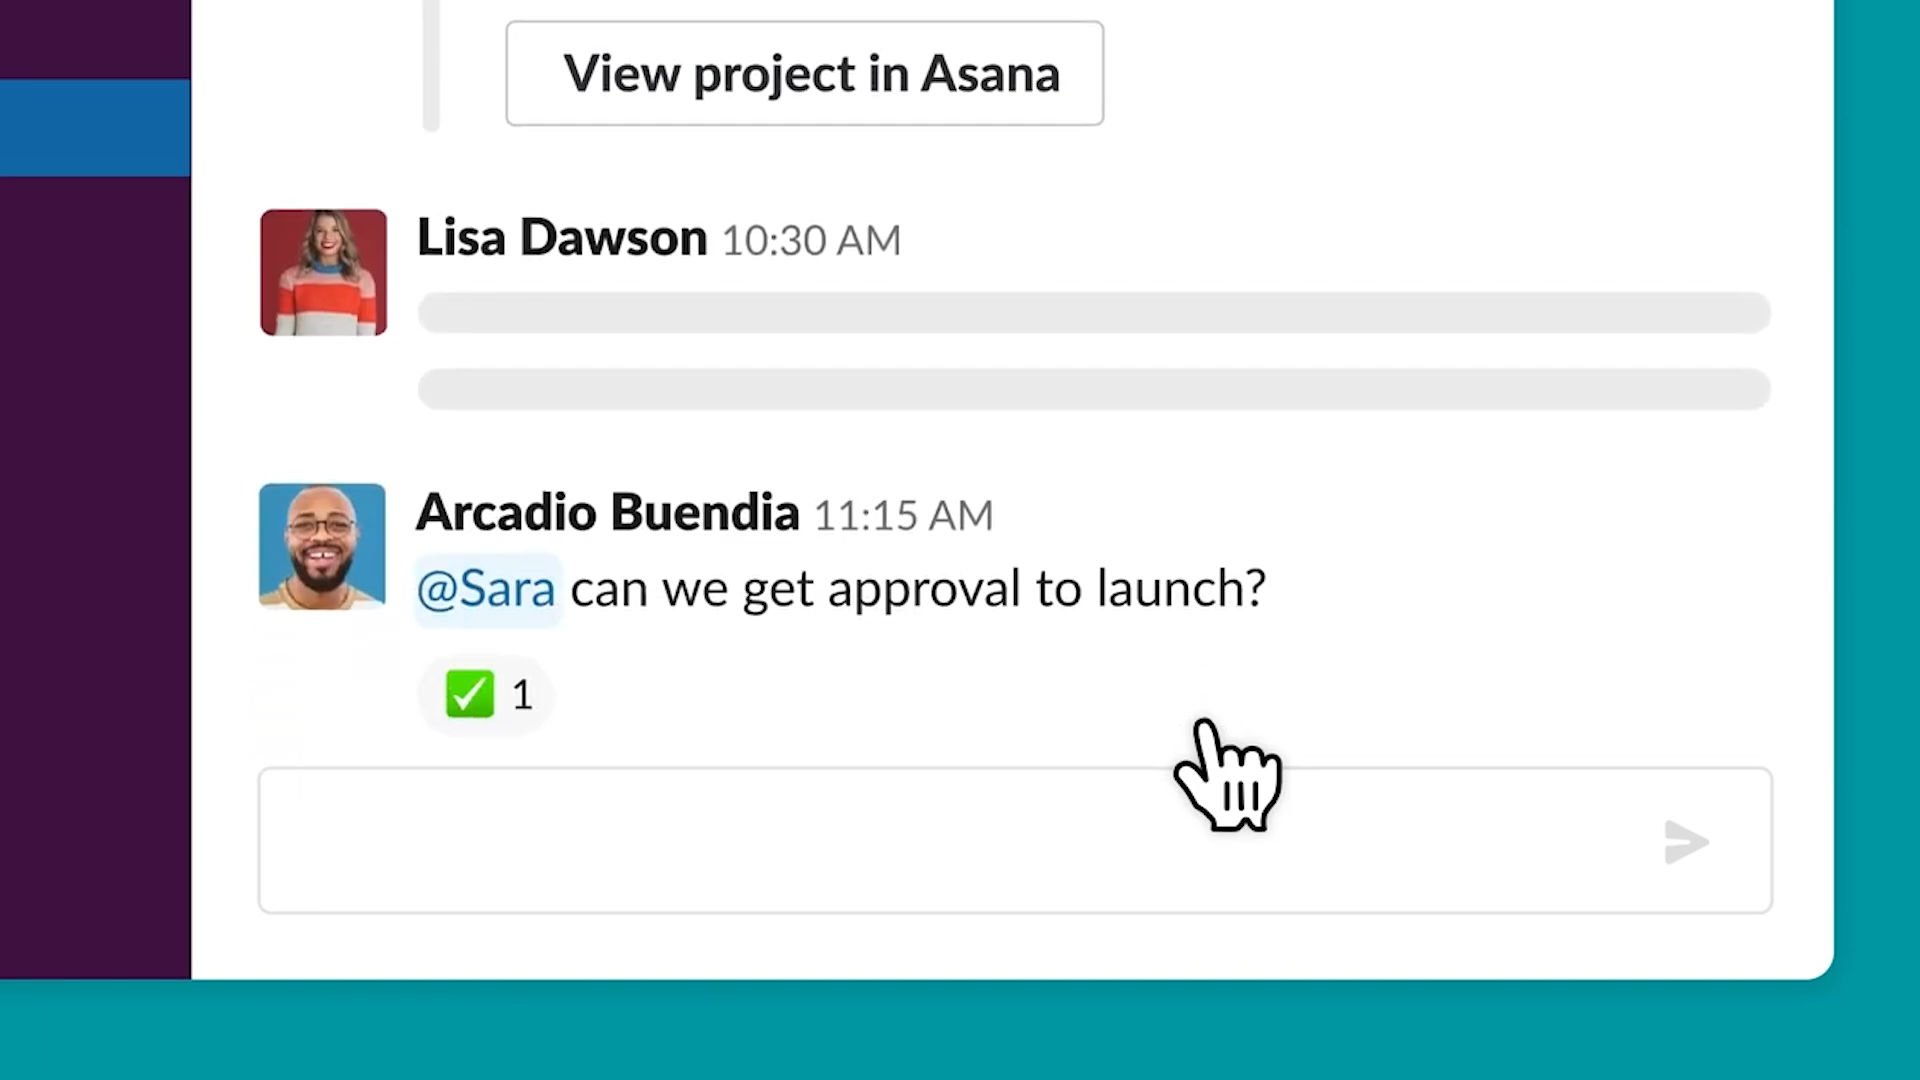 View project in Asana
Lisa Dawson 10:30 AM
Arcadio Buendia 11:15 AM
@Sara can we get approval to launch?
✅ 1